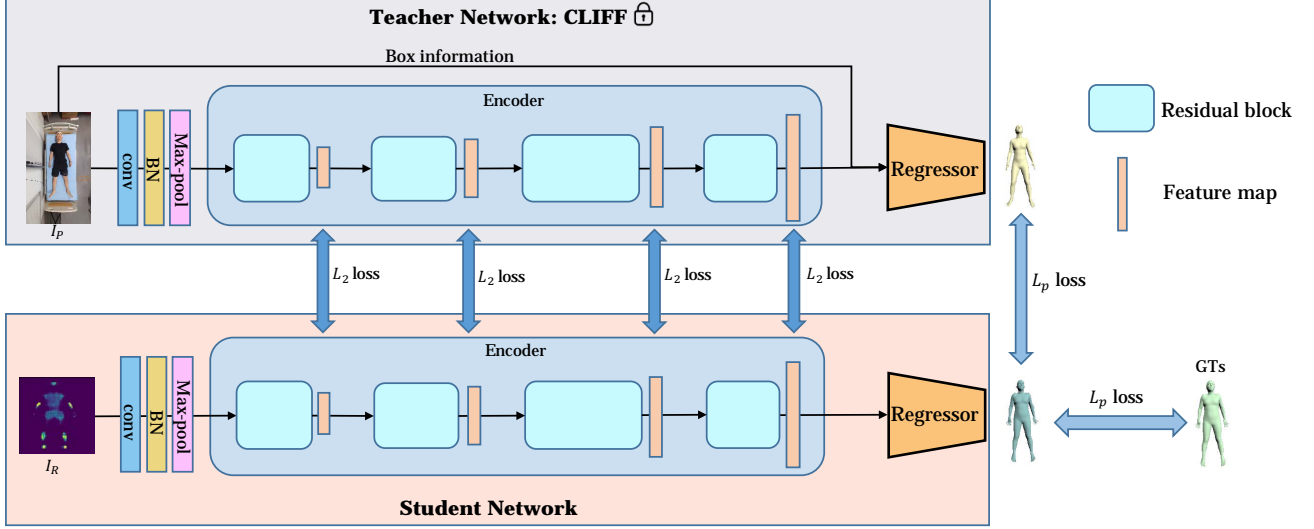 Teacher Network: CLIFF
Box information
Encoder
conv
BN
Max-pool
Regressor
I_P
Residual block
Feature map
L_2 loss
L_2 loss
L_2 loss
L_2 loss
L_p loss
Encoder
conv
BN
Max-pool
Regressor
I_R
GTs
L_p loss
Student Network